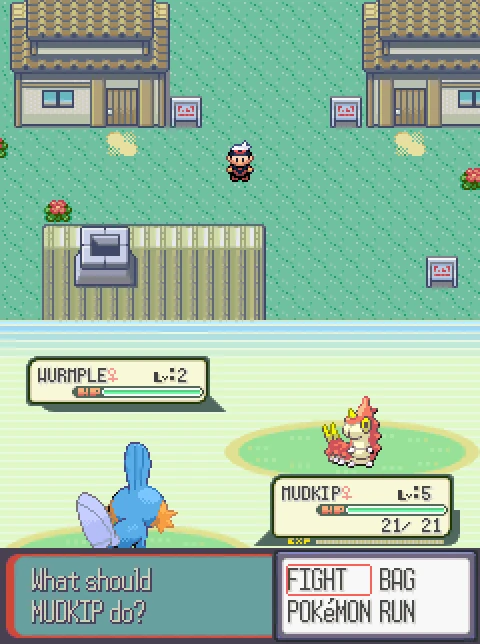 WURMPLE♀ Lv:2
HP
MUDKIP♀ Lv:5
HP
21/ 21
EXP
What should
MUDKIP do?
FIGHT BAG
POKéMON RUN